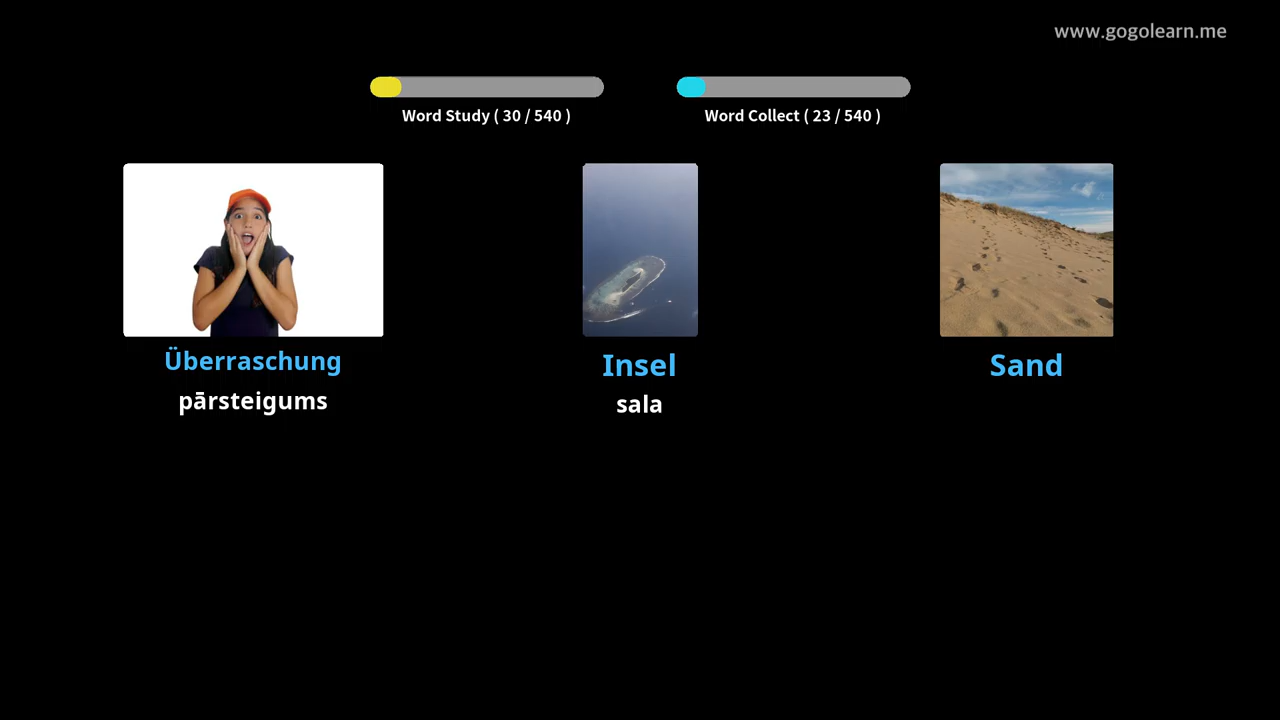 www.gogolearn.me
Word Study ( 30 / 540 )
Word Collect ( 23 / 540 )
Überraschung
pārsteigums
Insel
sala
Sand